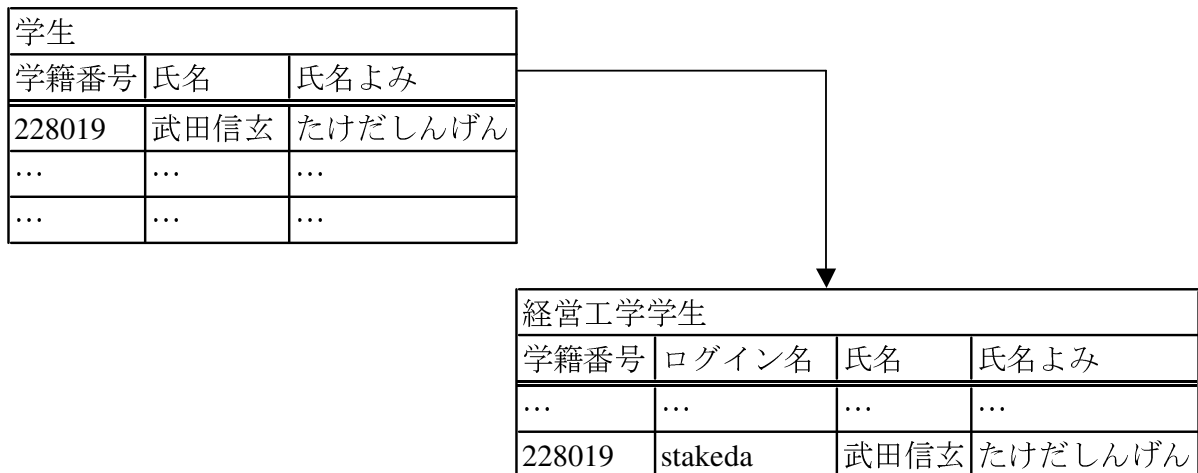 学生
学籍番号 氏名 氏名よみ
228019 武田信玄 たけだしんげん
… … …
… … …
経営工学学生
学籍番号 ログイン名 氏名 氏名よみ
… … … …
228019 stakeda 武田信玄 たけだしんげん